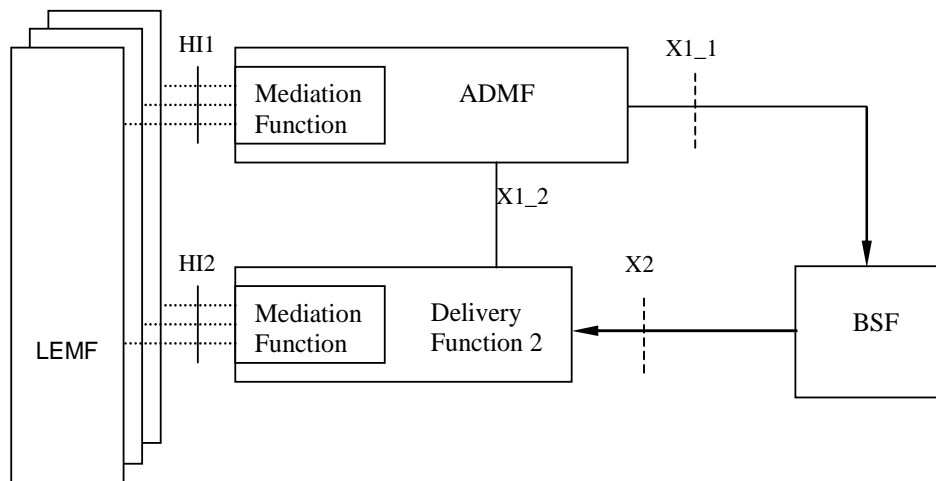 HI1
X1_1
Mediation
Function
ADMF
X1_2
HI2
X2
Mediation
Function
Delivery
Function 2
BSF
LEMF